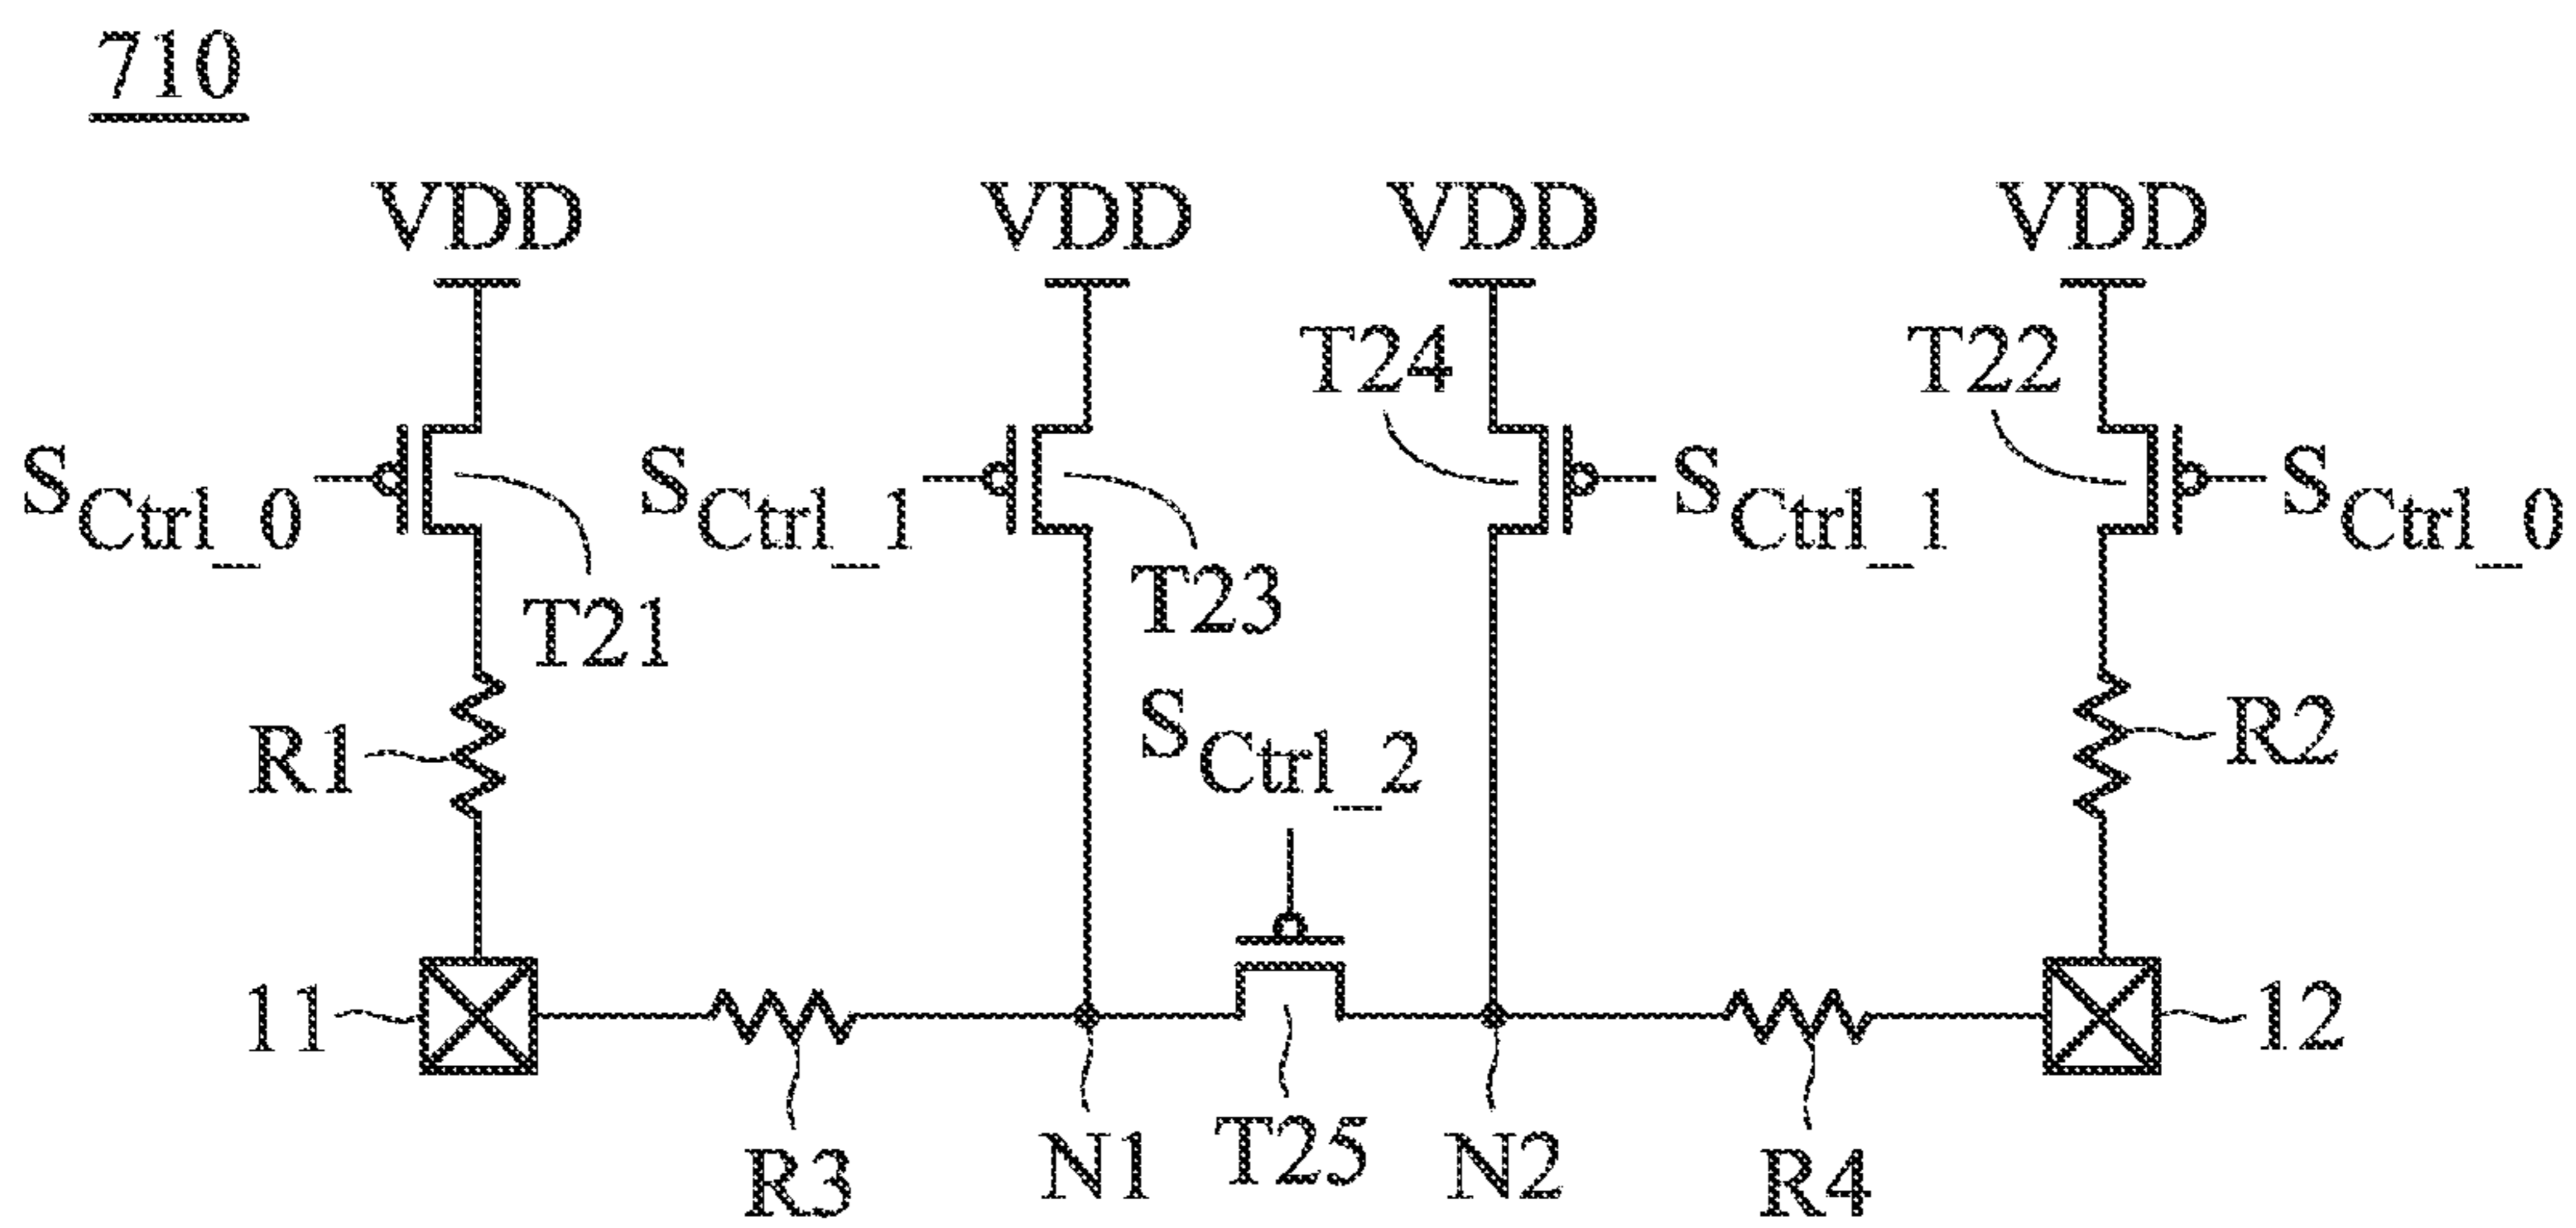 710
VDD VDD VDD VDD
T24 T22
SCtrl_0 SCtrl_1 SCtrl_1 SCtrl_0
T21 T23
R1 SCtrl_2 R2
11 12
R3 N1 T25 N2 R4